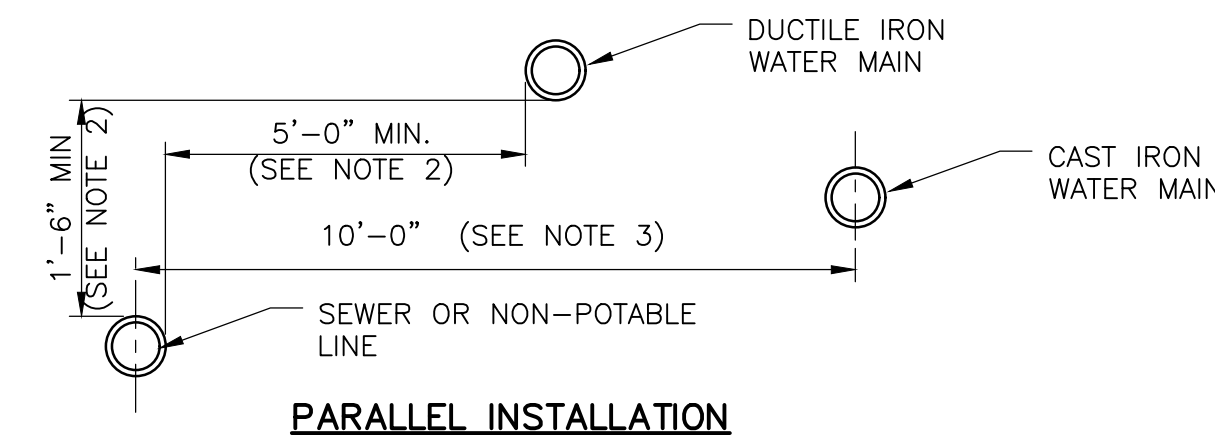 DUCTILE IRON
WATER MAIN
5'-0" MIN.
(SEE NOTE 2)
1'-6" MIN
(SEE NOTE 2)
CAST IRON
WATER MAIN
10'-0" (SEE NOTE 3)
SEWER OR NON-POTABLE
LINE
PARALLEL INSTALLATION